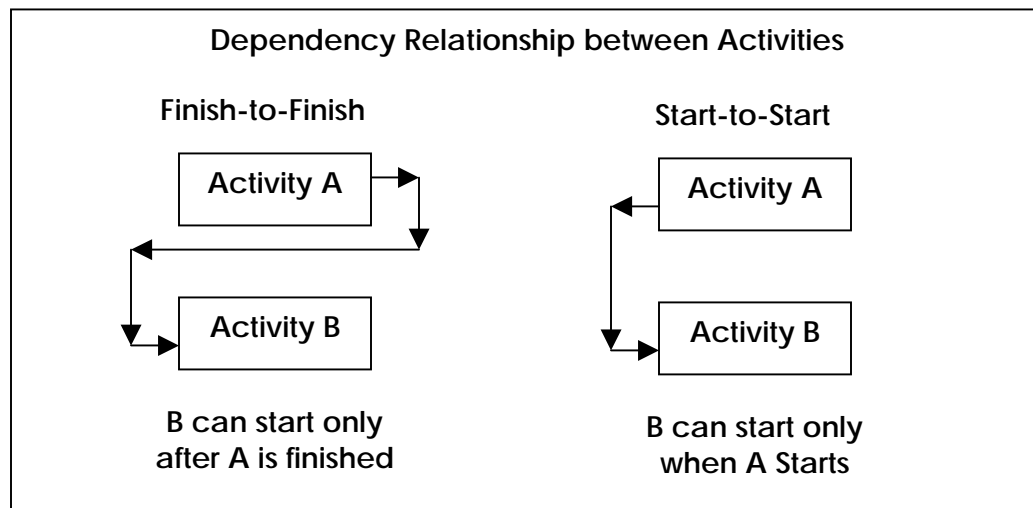 Dependency Relationship between Activities
Finish-to-Finish
Activity A
Activity B
B can start only
after A is finished
Start-to-Start
Activity A
Activity B
B can start only
when A Starts